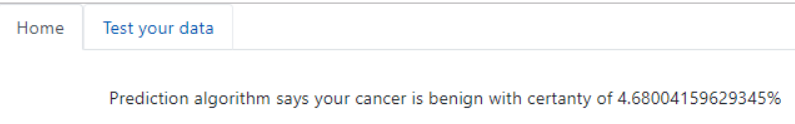 Home Test your data
Prediction algorithm says your cancer is benign with certanty of 4.68004159629345%